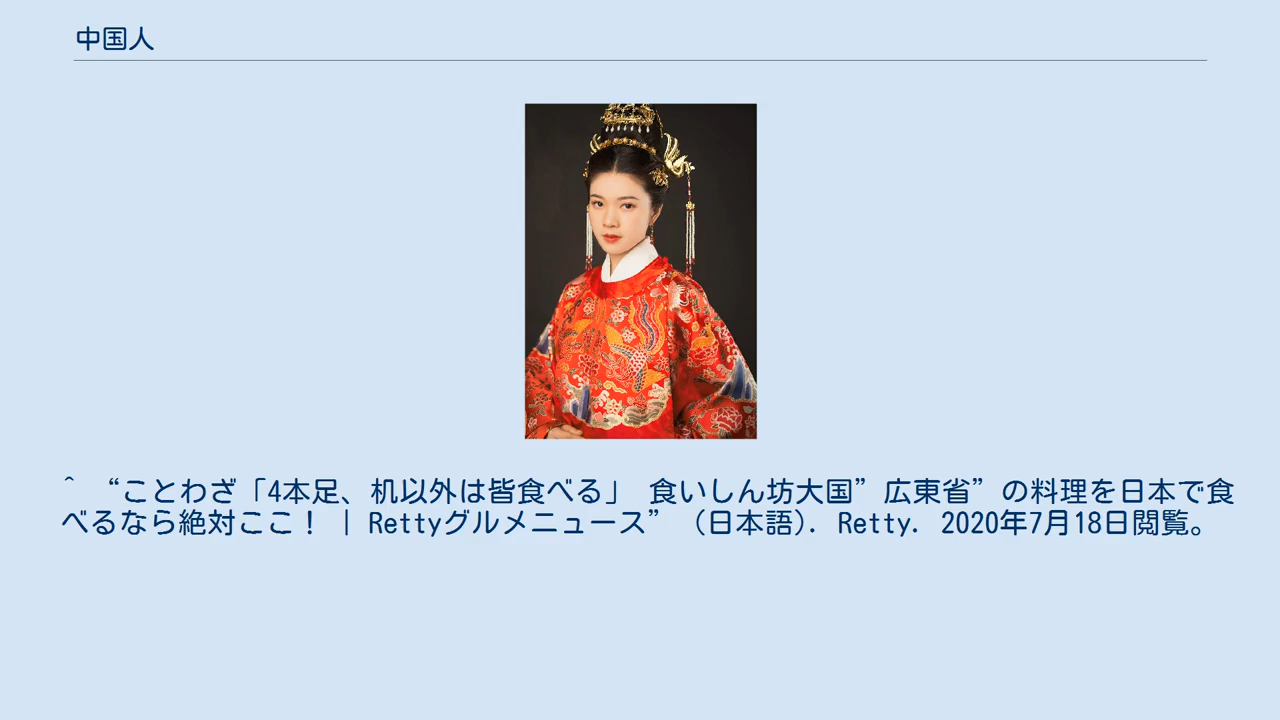 中国人
^ “ことわざ「4本足、机以外は皆食べる」 食いしん坊大国”広東省”の料理を日本で食
べるなら絶対ここ！ | Rettyグルメニュース” (日本語). Retty. 2020年7月18日閲覧。